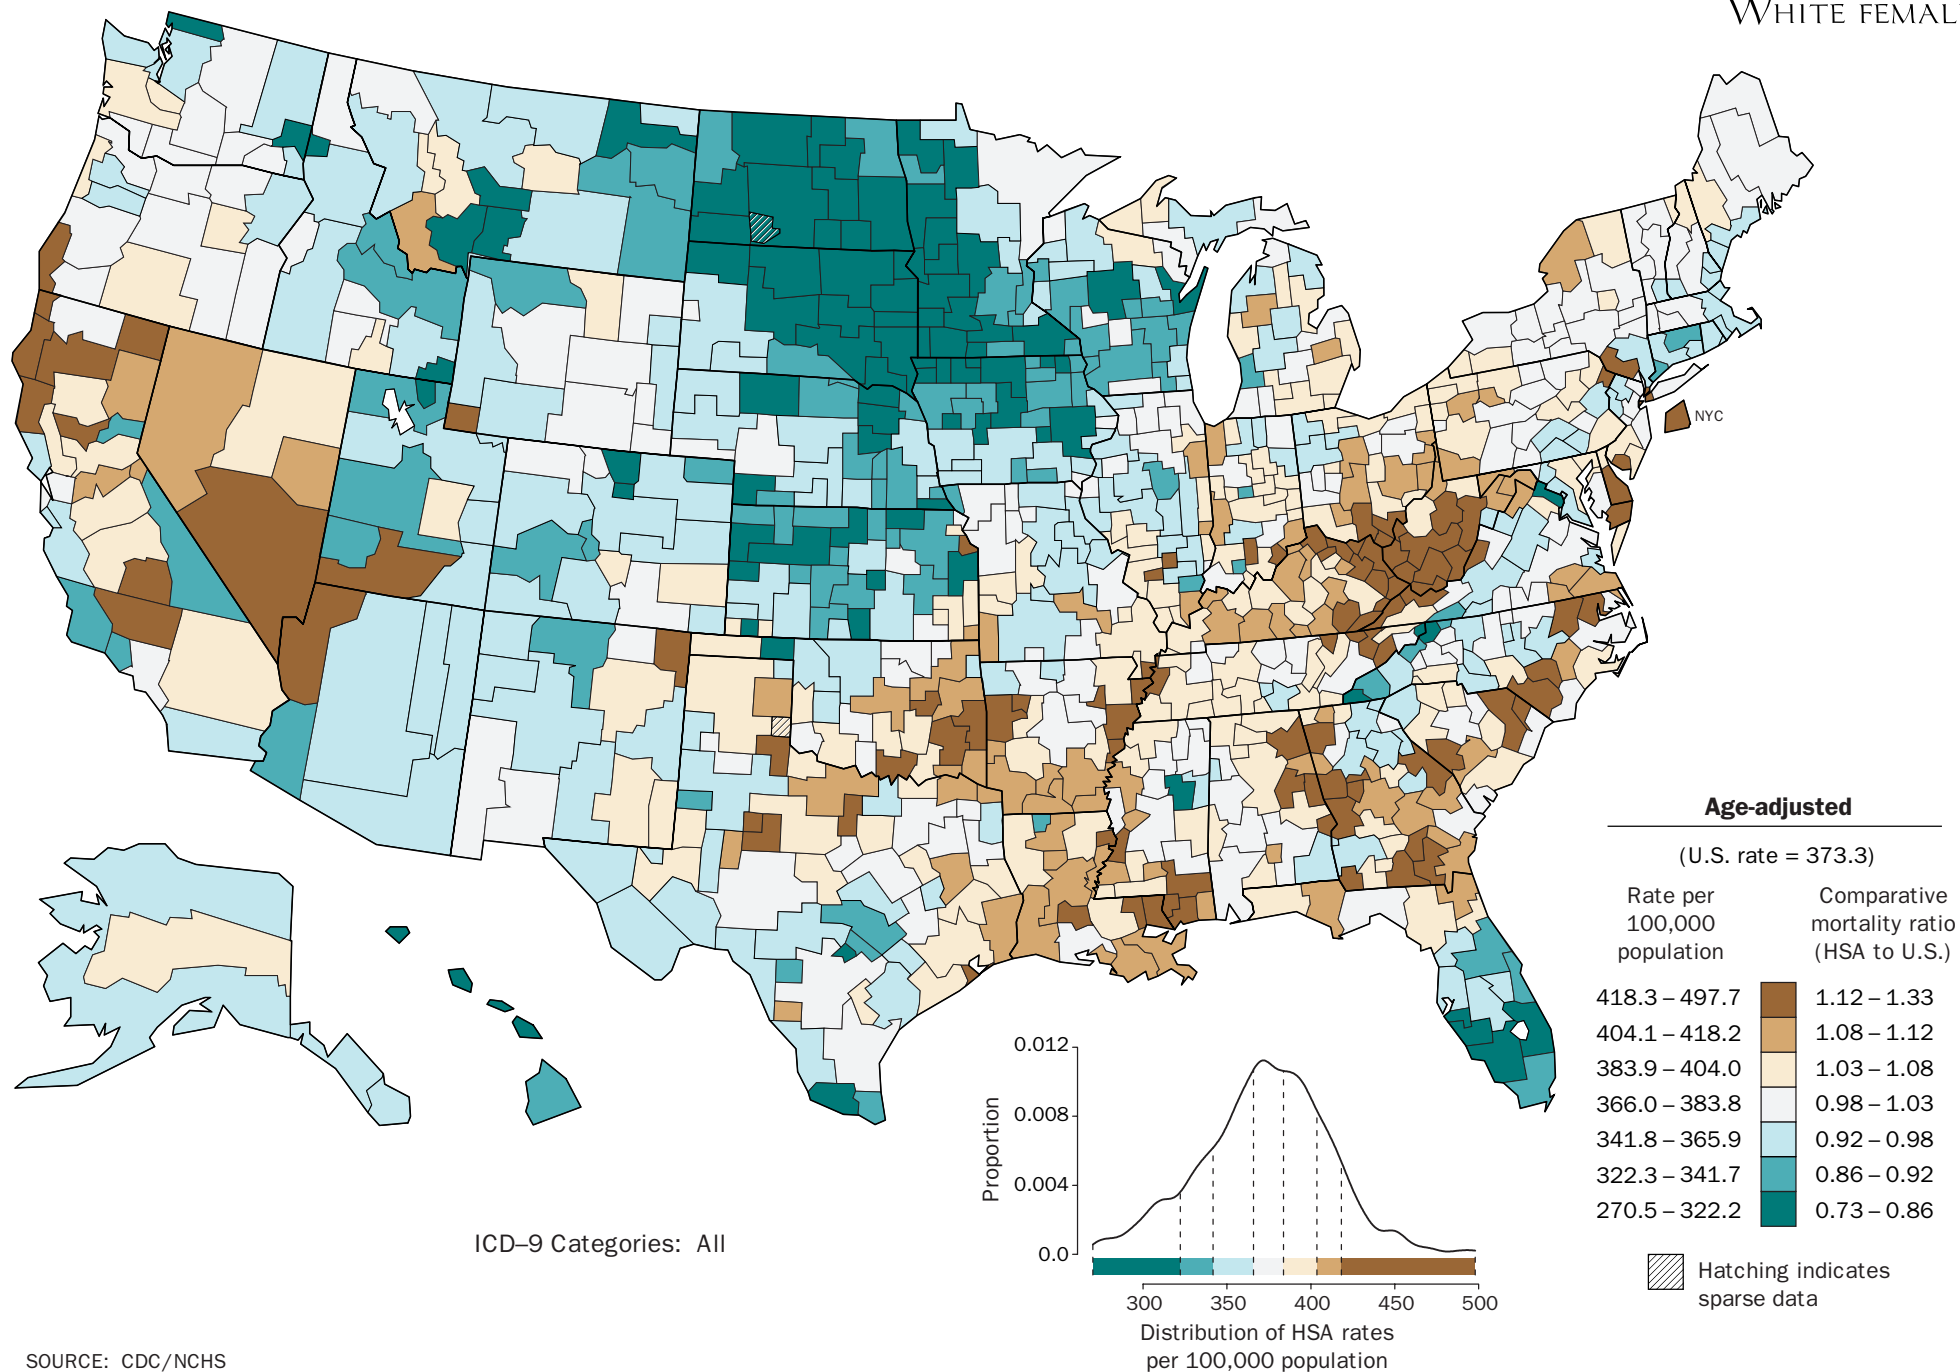 WHITE FEMAL
NYC
Age-adjusted
(U.S. rate = 373.3)
Rate per
100,000
population
Comparative
mortality ratio
(HSA to U.S.)
418.3 – 497.7 1.12 – 1.33
404.1 – 418.2 1.08 – 1.12
383.9 – 404.0 1.03 – 1.08
366.0 – 383.8 0.98 – 1.03
341.8 – 365.9 0.92 – 0.98
322.3 – 341.7 0.86 – 0.92
270.5 – 322.2 0.73 – 0.86
Hatching indicates
sparse data
0.012
0.008
0.004
0.0
Proportion
300 350 400 450 500
Distribution of HSA rates
per 100,000 population
ICD–9 Categories: All
SOURCE: CDC/NCHS